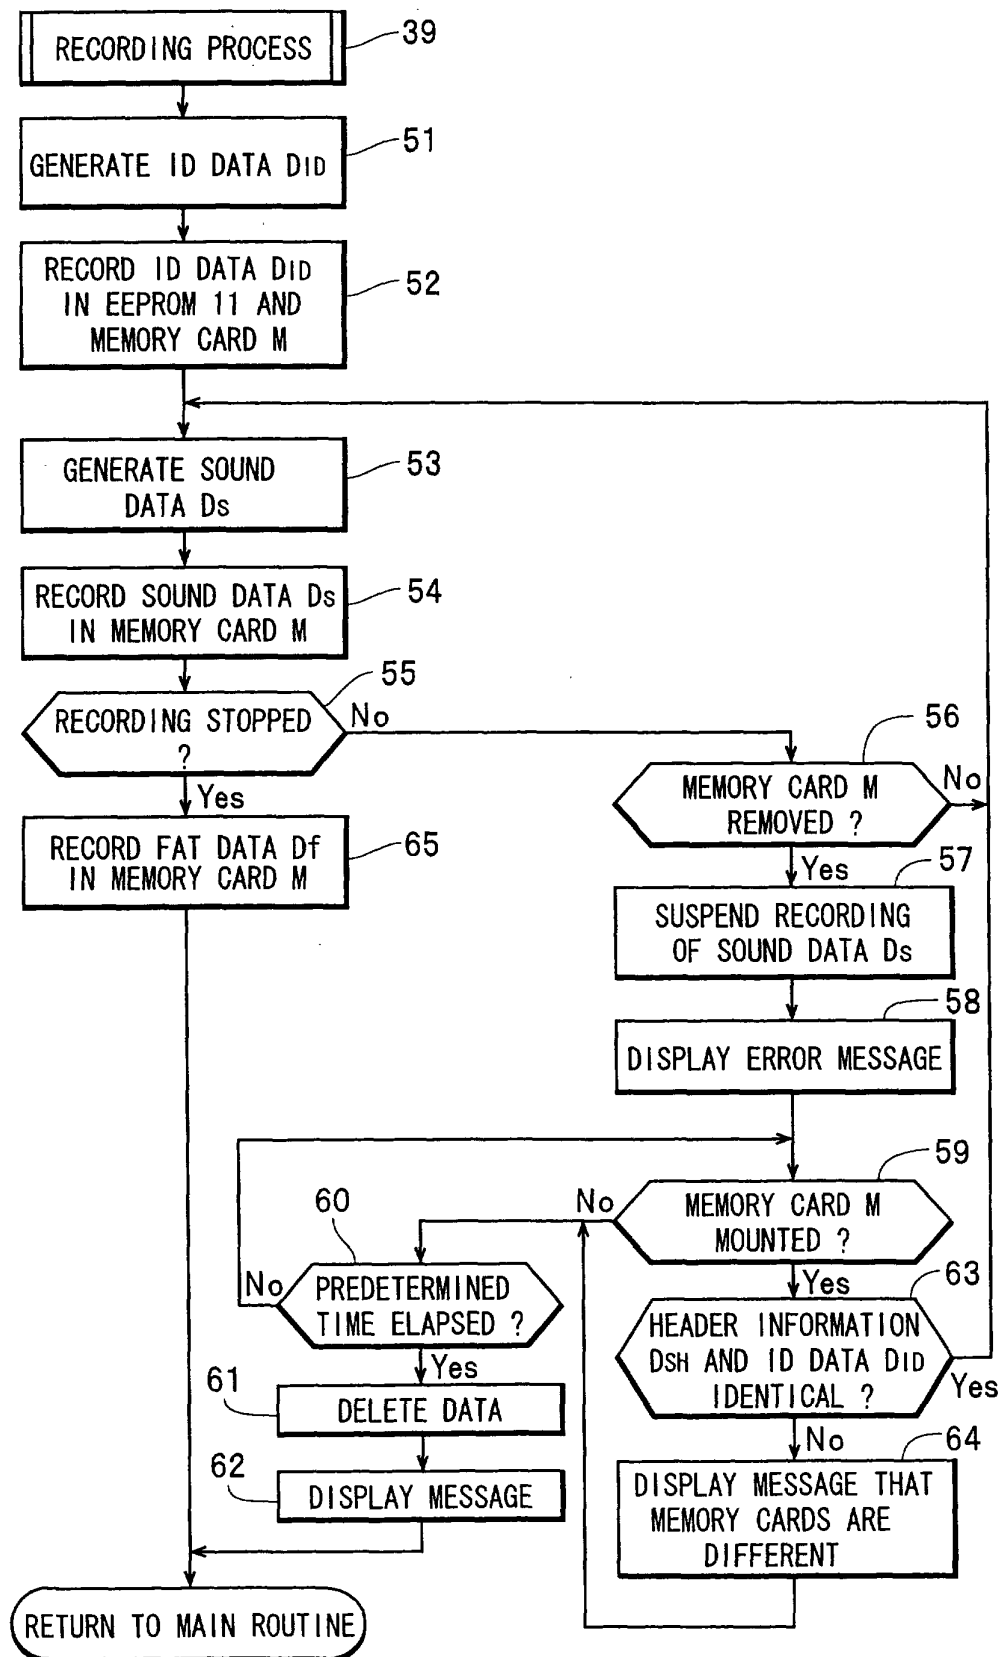 RECORDING PROCESS
39
51
GENERATE ID DATA DID
RECORD ID DATA DID
IN EEPROM 11 AND
MEMORY CARD M
52
GENERATE SOUND
DATA Ds
53
RECORD SOUND DATA Ds
IN MEMORY CARD M
54
55
RECORDING STOPPED
?
No
Yes
RECORD FAT DATA Df
IN MEMORY CARD M
65
56
MEMORY CARD M
REMOVED ?
No
Yes
57
SUSPEND RECORDING
OF SOUND DATA Ds
58
DISPLAY ERROR MESSAGE
59
MEMORY CARD M
MOUNTED ?
No
Yes
60
PREDETERMINED
TIME ELAPSED ?
No
Yes
61
DELETE DATA
62
DISPLAY MESSAGE
63
HEADER INFORMATION
DSH AND ID DATA DID
IDENTICAL ?
Yes
No
64
DISPLAY MESSAGE THAT
MEMORY CARDS ARE
DIFFERENT
RETURN TO MAIN ROUTINE